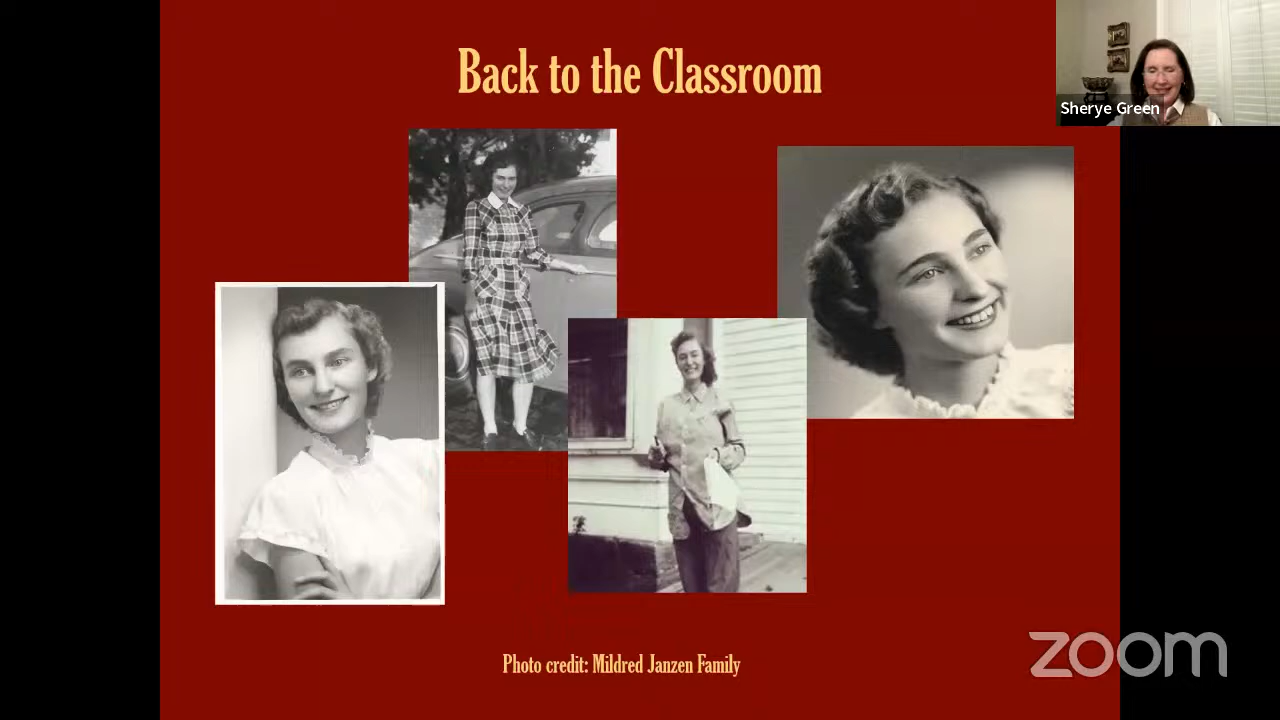 Back to the Classroom
Sherye Green
Photo credit: Mildred Janzen Family
zoom